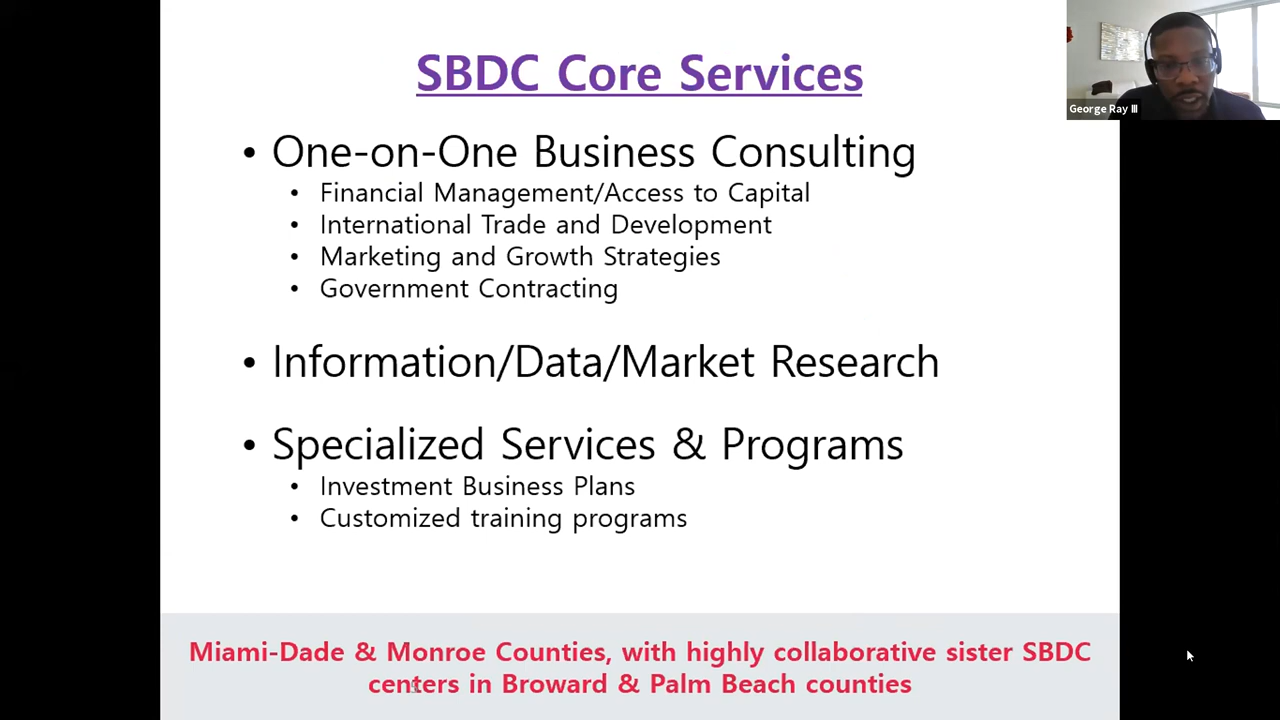 SBDC Core Services
George Ray III
• One-on-One Business Consulting
• Financial Management/Access to Capital
• International Trade and Development
• Marketing and Growth Strategies
• Government Contracting
• Information/Data/Market Research
• Specialized Services & Programs
• Investment Business Plans
• Customized training programs
Miami-Dade & Monroe Counties, with highly collaborative sister SBDC
centers in Broward & Palm Beach counties